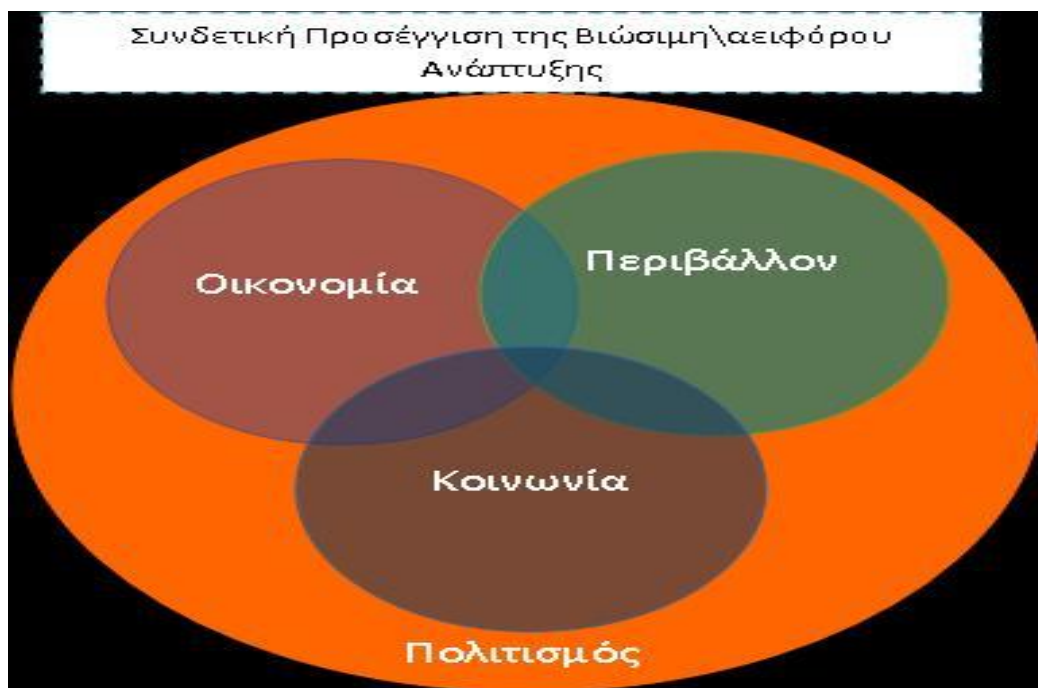 Συνδετική Προσέγγιση της Βιώσιμη\αειφόρου
Ανάπτυξης
Περιβάλλον
Οικονομία
Κοινωνία
Πολιτισμός